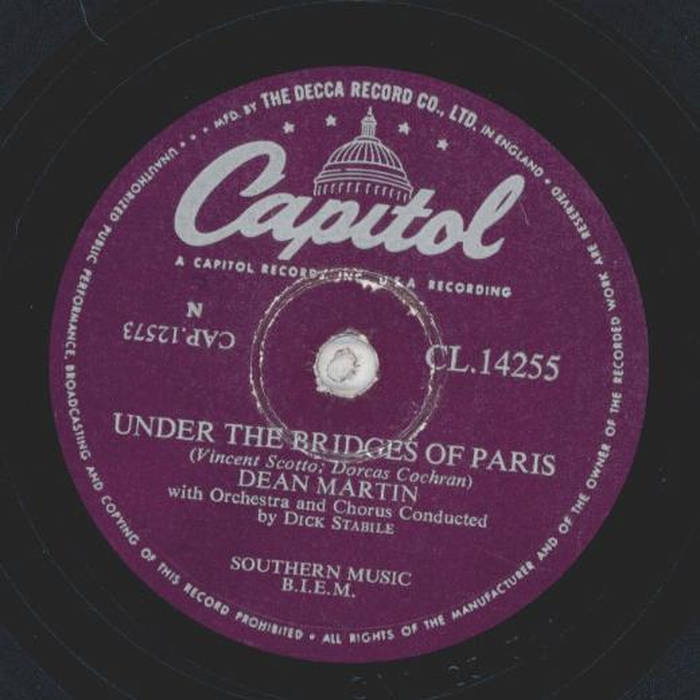 MFD. BY THE DECCA RECORD CO., LTD. IN ENGLAND
Capitol
A CAPITOL RECORDS INC. U.S.A. RECORDING
N
CAP.12573
CL.14255
UNDER THE BRIDGES OF PARIS
(Vincent Scotto; Dorcas Cochran)
DEAN MARTIN
with Orchestra and Chorus Conducted
by DICK STABILE
SOUTHERN MUSIC
B.I.E.M.
ALL RIGHTS OF THE MANUFACTURER AND OF THE OWNER OF THE RECORDED WORK ARE RESERVED
UNAUTHORIZED PUBLIC PERFORMANCE, BROADCASTING AND COPYING OF THIS RECORD PROHIBITED